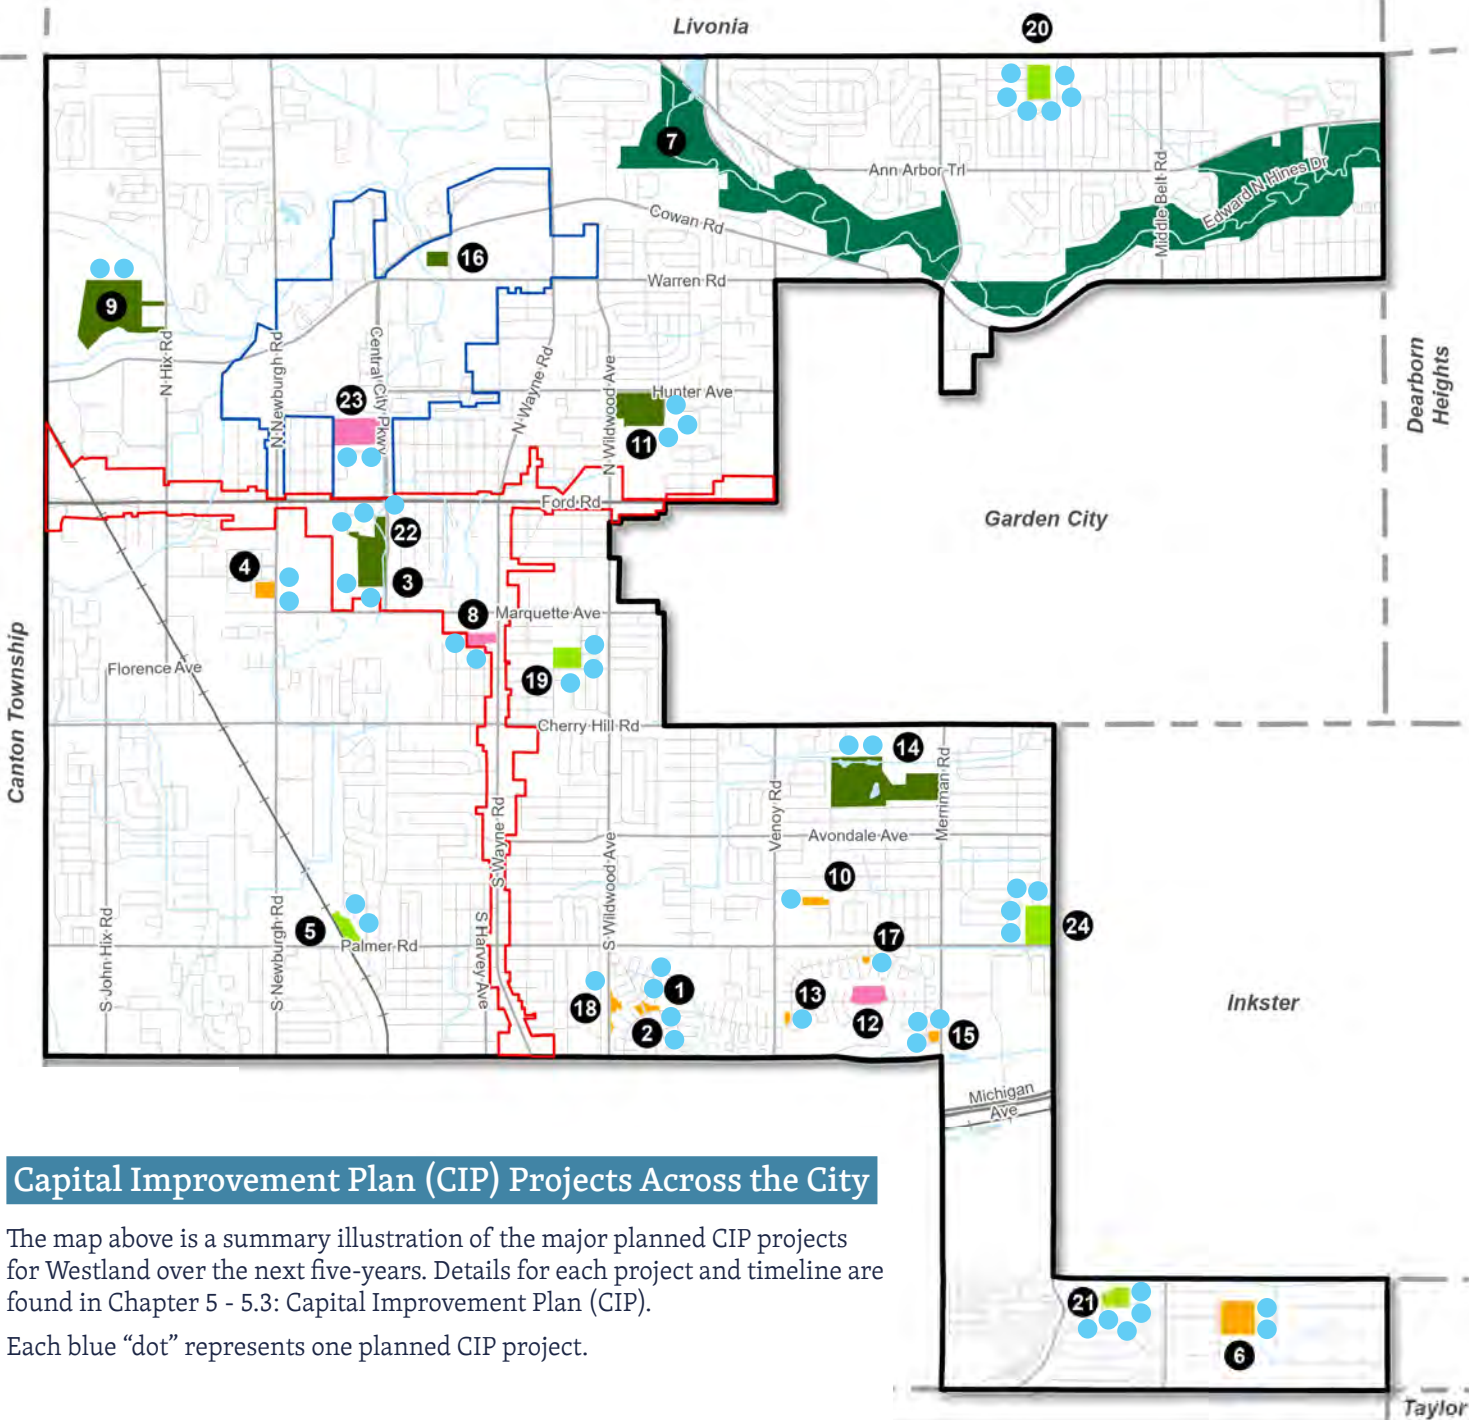 Livonia
20
7
Ann Arbor Trl
Middle Belt Rd
Edward N Hines Dr
Cowan Rd
16
Warren Rd
9
N Hix Rd
N Newburgh Rd
Central City Pkwy
N Wayne Rd
N Wildwood Ave
Hunter Ave
23
11
Dearborn
Heights
Ford Rd
Garden City
22
4
3
8
Marquette Ave
Canton Township
Florence Ave
19
Cherry Hill Rd
14
Venoy Rd
Merriman Rd
S Wayne Rd
Avondale Ave
S Wildwood Ave
10
5
S John Hix Rd
S Newburgh Rd
Palmer Rd
S Harvey Ave
17
24
18
1
2
13
12
15
Inkster
Michigan
Ave
Capital Improvement Plan (CIP) Projects Across the City
The map above is a summary illustration of the major planned CIP projects
for Westland over the next five-years. Details for each project and timeline are
found in Chapter 5 - 5.3: Capital Improvement Plan (CIP).
Each blue “dot” represents one planned CIP project.
21
6
Taylor